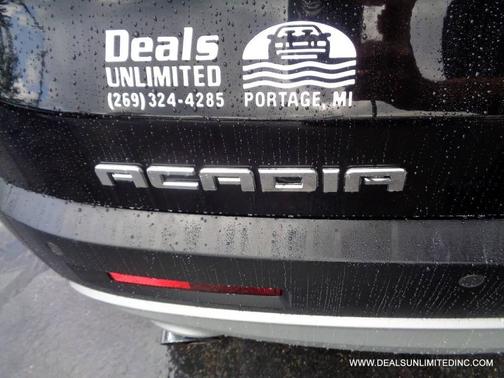 Deals
UNLIMITED
(269) 324-4285
PORTAGE, MI
ACADIA
WWW.DEALSUNLIMITEDINC.COM